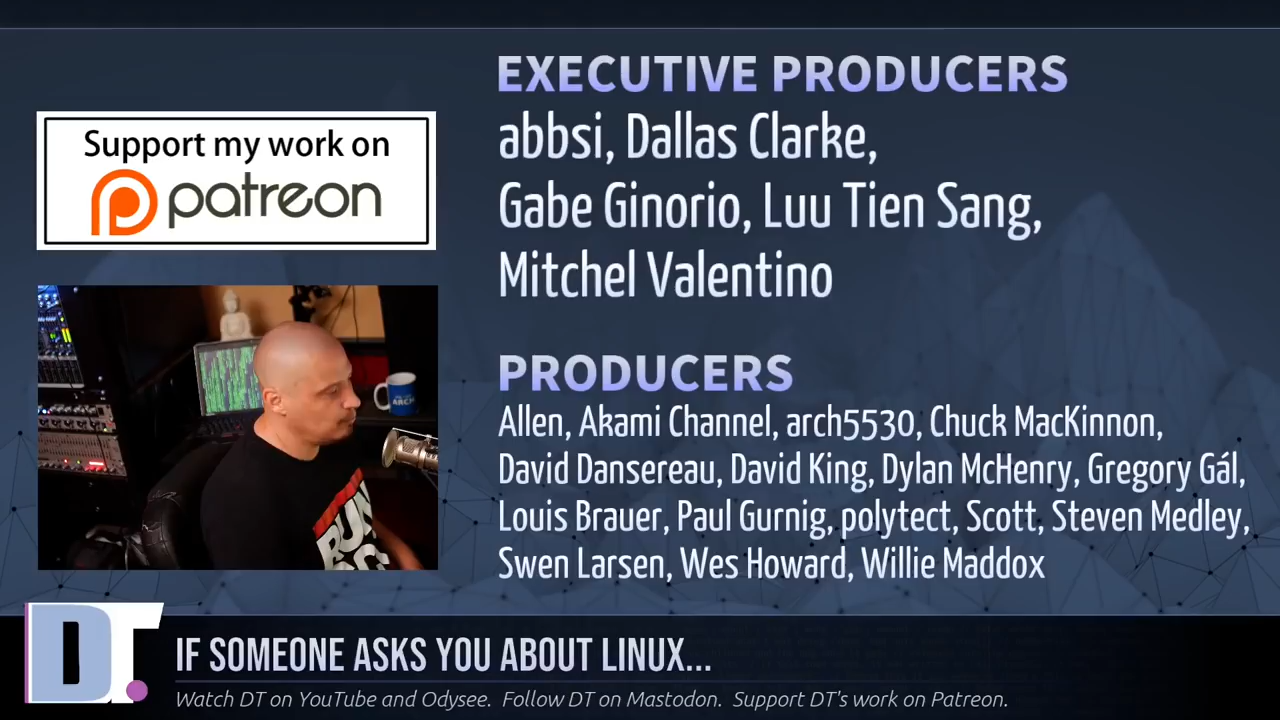 EXECUTIVE PRODUCERS
abbsi, Dallas Clarke,
Gabe Ginorio, Luu Tien Sang,
Mitchel Valentino
Support my work on
patreon
PRODUCERS
Allen, Akami Channel, arch5530, Chuck MacKinnon,
David Dansereau, David King, Dylan McHenry, Gregory Gál,
Louis Brauer, Paul Gurnig, polytect, Scott, Steven Medley,
Swen Larsen, Wes Howard, Willie Maddox
ARCH
RUN
DT.
IF SOMEONE ASKS YOU ABOUT LINUX...
Watch DT on YouTube and Odysee. Follow DT on Mastodon. Support DT's work on Patreon.